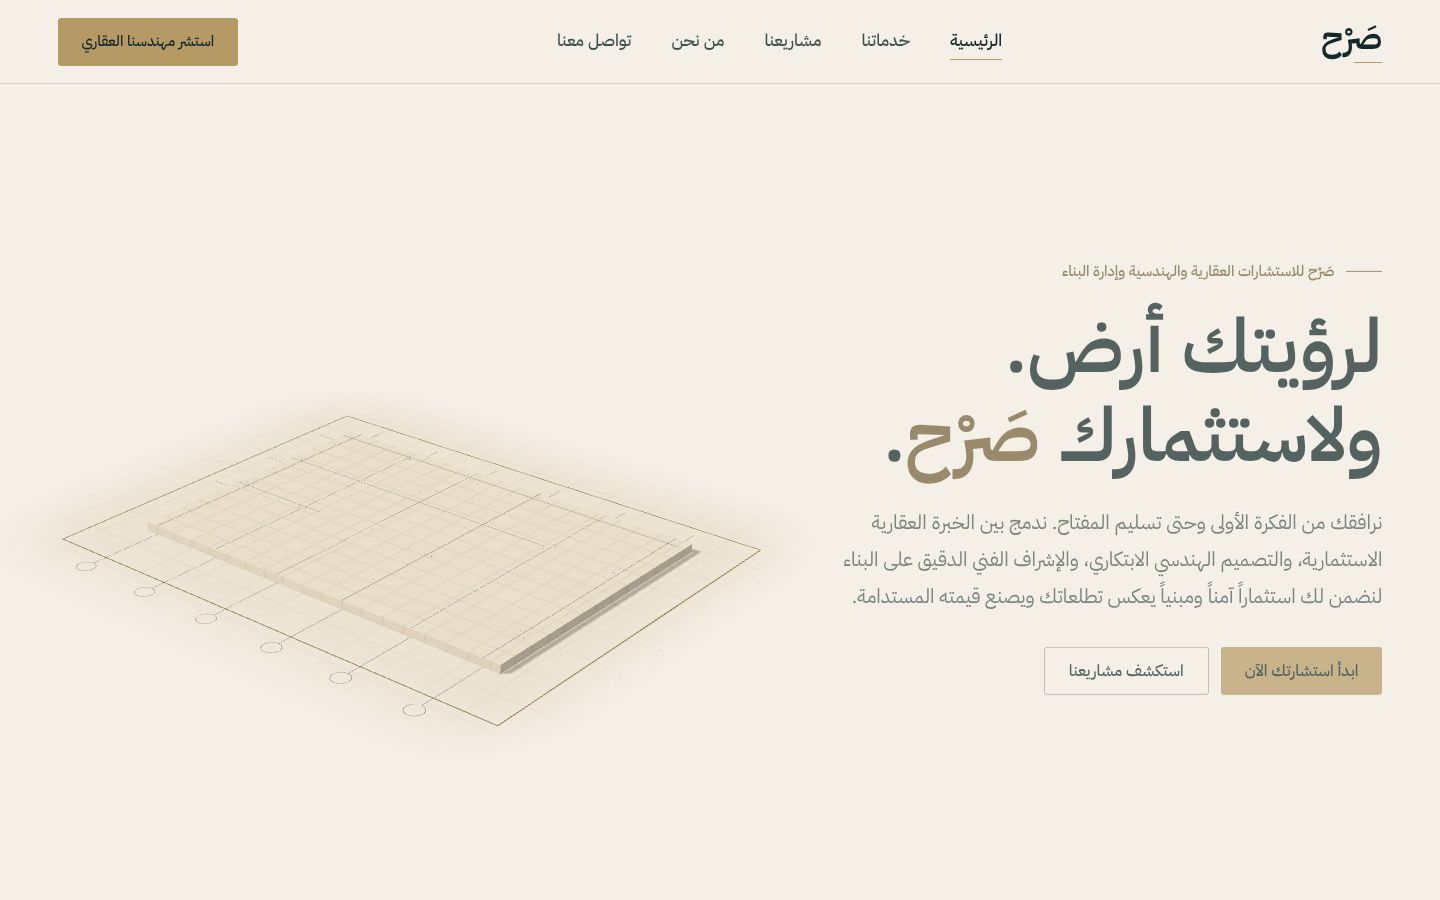 صَرْح
الرئيسية
خدماتنا
مشاريعنا
من نحن
تواصل معنا
استشر مهندسنا العقاري
صَرْح للاستشارات العقارية والهندسية وإدارة البناء
لرؤيتك أرض.
ولاستثمارك صَرْح.
نرافقك من الفكرة الأولى وحتى تسليم المفتاح. ندمج بين الخبرة العقارية
الاستثمارية، والتصميم الهندسي الابتكاري، والإشراف الفني الدقيق على البناء
لنضمن لك استثماراً آمناً ومبنياً يعكس تطلعاتك ويصنع قيمته المستدامة.
ابدأ استشارتك الآن
استكشف مشاريعنا